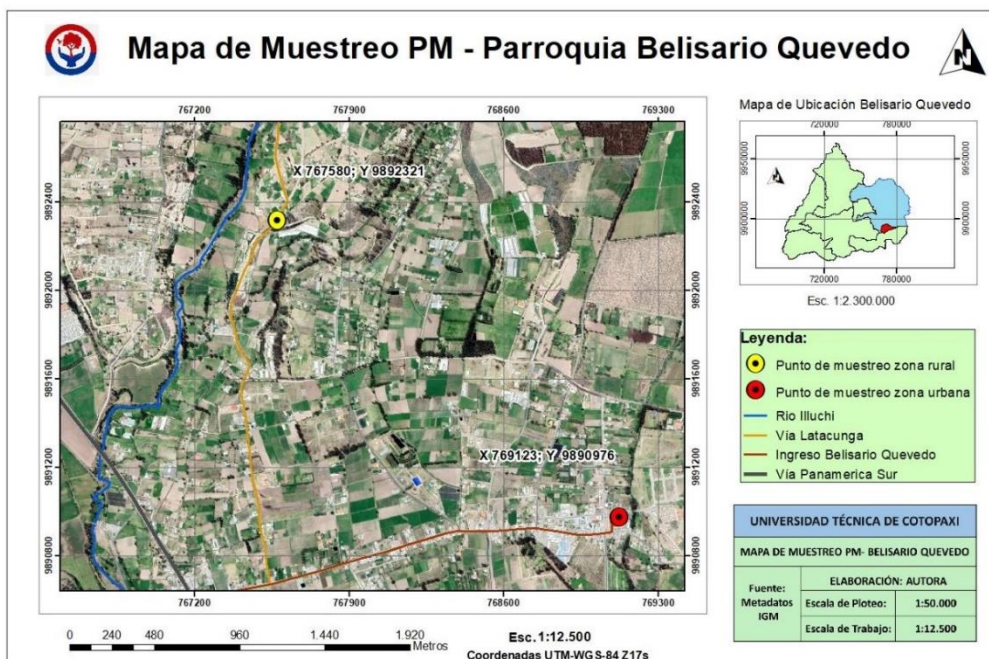 Mapa de Muestreo PM - Parroquia Belisario Quevedo
N
767200 767900 768600 769300
9892400
9892000
9891600
9891200
9890800
X 767580; Y 9892321
X 769123; Y 9890976
9892400
9892000
9891600
9891200
9890800
767200 767900 768600 769300
0 240 480 960 1.440 1.920
Metros
Esc. 1:12.500
Coordenadas UTM-WGS-84 Z17s
Mapa de Ubicación Belisario Quevedo
720000 780000
9950000 9950000
9900000 9900000
720000 780000
Esc. 1:2.300.000
Leyenda:
Punto de muestreo zona rural
Punto de muestreo zona urbana
Rio Illuchi
Vía Latacunga
Ingreso Belisario Quevedo
Vía Panamerica Sur
UNIVERSIDAD TÉCNICA DE COTOPAXI
MAPA DE MUESTREO PM- BELISARIO QUEVEDO
Fuente:
Metadatos
IGM
ELABORACIÓN: AUTORA
Escala de Ploteo: 1:50.000
Escala de Trabajo: 1:12.500